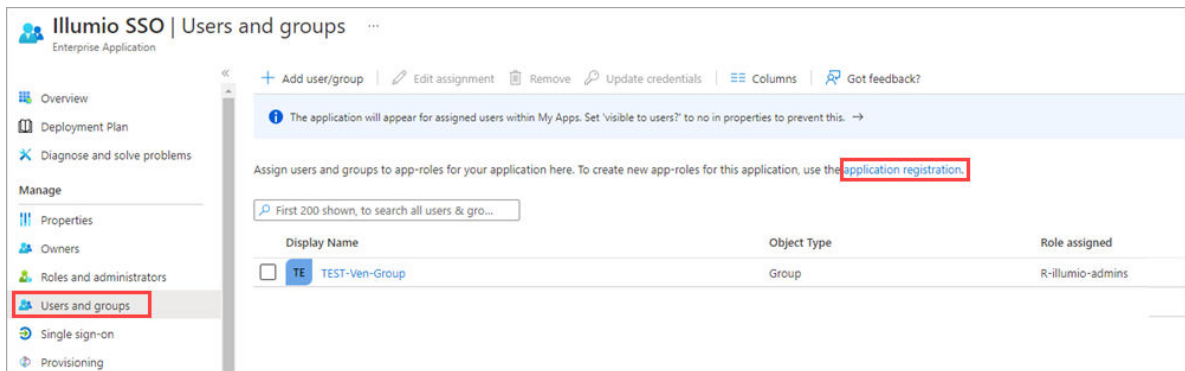 Illumio SSO | Users and groups ...
Enterprise Application
«
Overview
Deployment Plan
Diagnose and solve problems
Manage
Properties
Owners
Roles and administrators
Users and groups
Single sign-on
Provisioning
+ Add user/group | Edit assignment Remove Update credentials | Columns | Got feedback?
The application will appear for assigned users within My Apps. Set 'visible to users?' to no in properties to prevent this. →
Assign users and groups to app-roles for your application here. To create new app-roles for this application, use the application registration.
First 200 shown, to search all users & gro...
Display Name Object Type Role assigned
TE TEST-Ven-Group Group R-illumio-admins